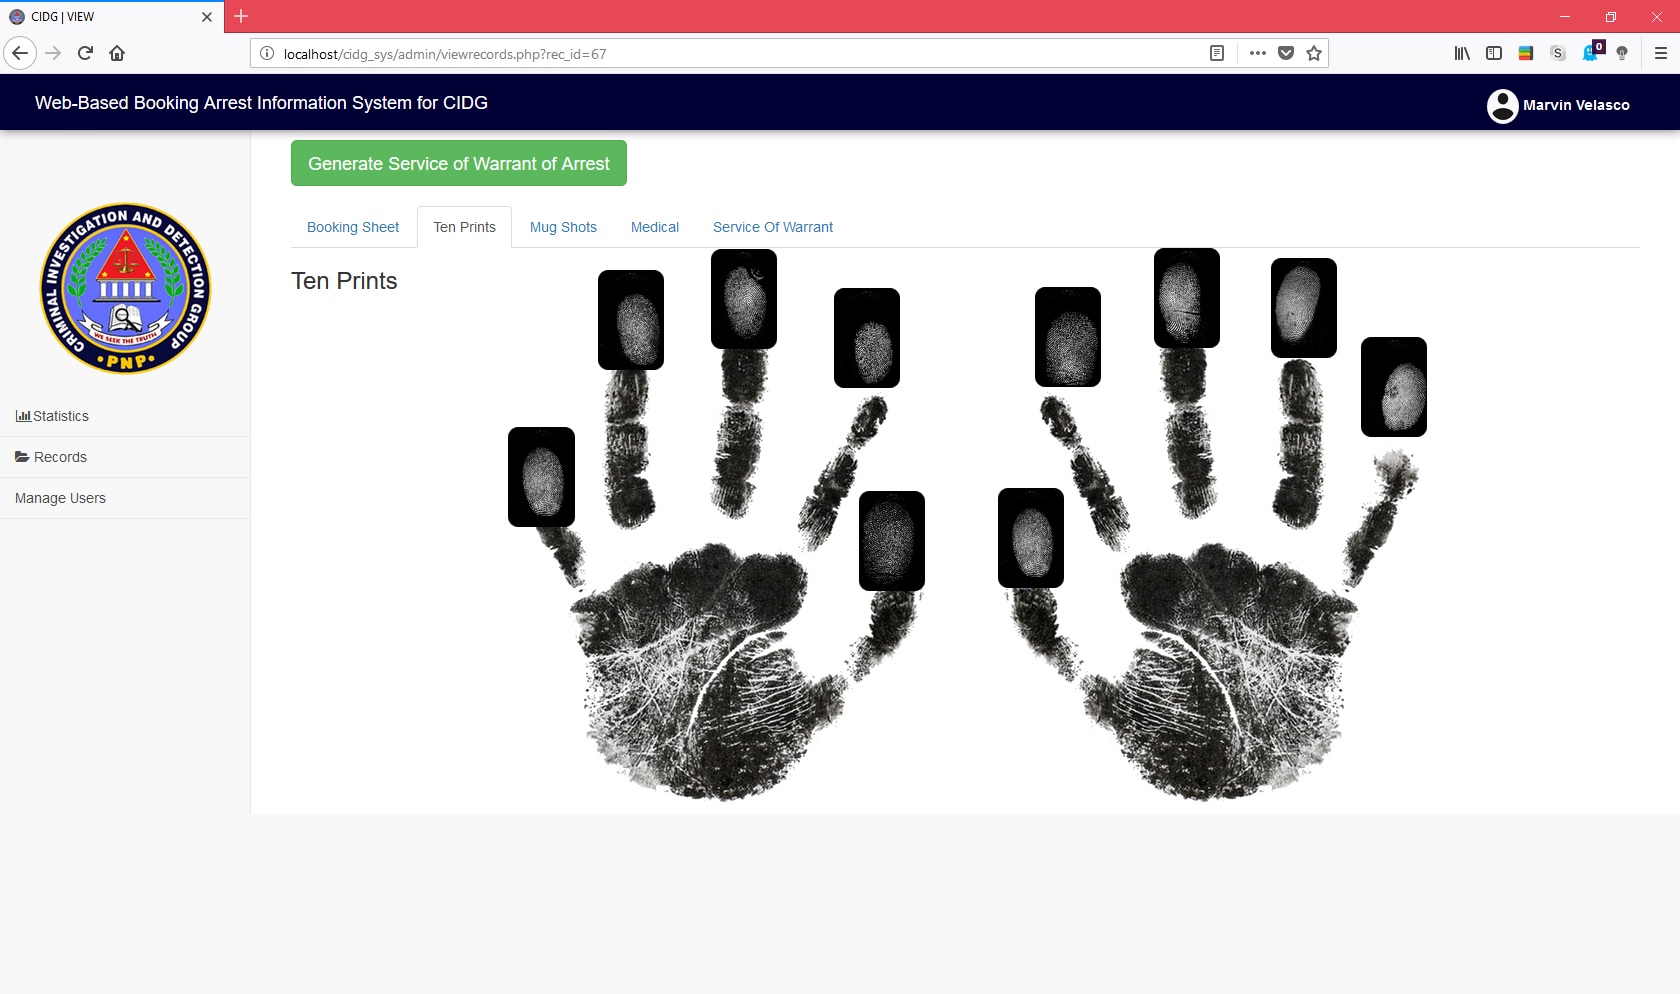 CIDG | VIEW
localhost/cidg_sys/admin/viewrecords.php?rec_id=67
S
0
Web-Based Booking Arrest Information System for CIDG
Marvin Velasco
Generate Service of Warrant of Arrest
CRIMINAL INVESTIGATION AND DETECTION GROUP
WE SEEK THE TRUTH
PNP
Booking Sheet
Ten Prints
Mug Shots
Medical
Service Of Warrant
Ten Prints
Statistics
Records
Manage Users